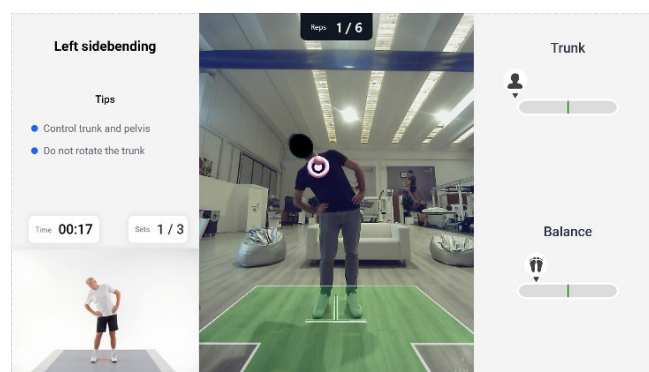 Left sidebending
Tips
Control trunk and pelvis
Do not rotate the trunk
Time 00:17
Sets 1 / 3
Reps 1 / 6
Trunk
Balance